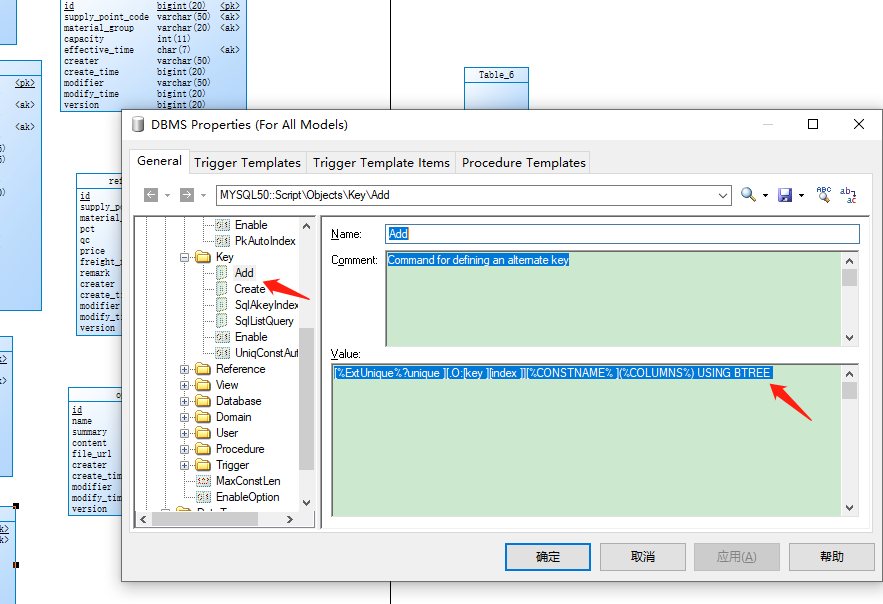 id bigint(20) <pk>
supply_point_code varchar(50) <ak>
material_group varchar(20) <ak>
capacity int(11)
effective_time char(7) <ak>
creater varchar(50)
create_time bigint(20)
modifier varchar(50)
modify_time bigint(20)
version bigint(20)
Table_6
<pk>
<ak>
<ak>
DBMS Properties (For All Models)
General
Trigger Templates
Trigger Template Items
Procedure Templates
MYSQL50::Script\Objects\Key\Add
Enable
PkAutoIndex
Key
Add
Create
SqlAkeyIndex
SqlListQuery
Enable
UniqConstAut
Reference
View
Database
Domain
User
Procedure
Trigger
MaxConstLen
EnableOption
Name:
Add
Comment:
Command for defining an alternate key
Value:
[%ExtUnique%?unique ][.O:[key ][index ]][%CONSTNAME% ](%COLUMNS%) USING BTREE
确定
取消
应用(A)
帮助
id
pct
qc
price
remark
creater
modifier
version
id
name
summary
content
file_url
creater
create_tim
modifier
modify_tim
version